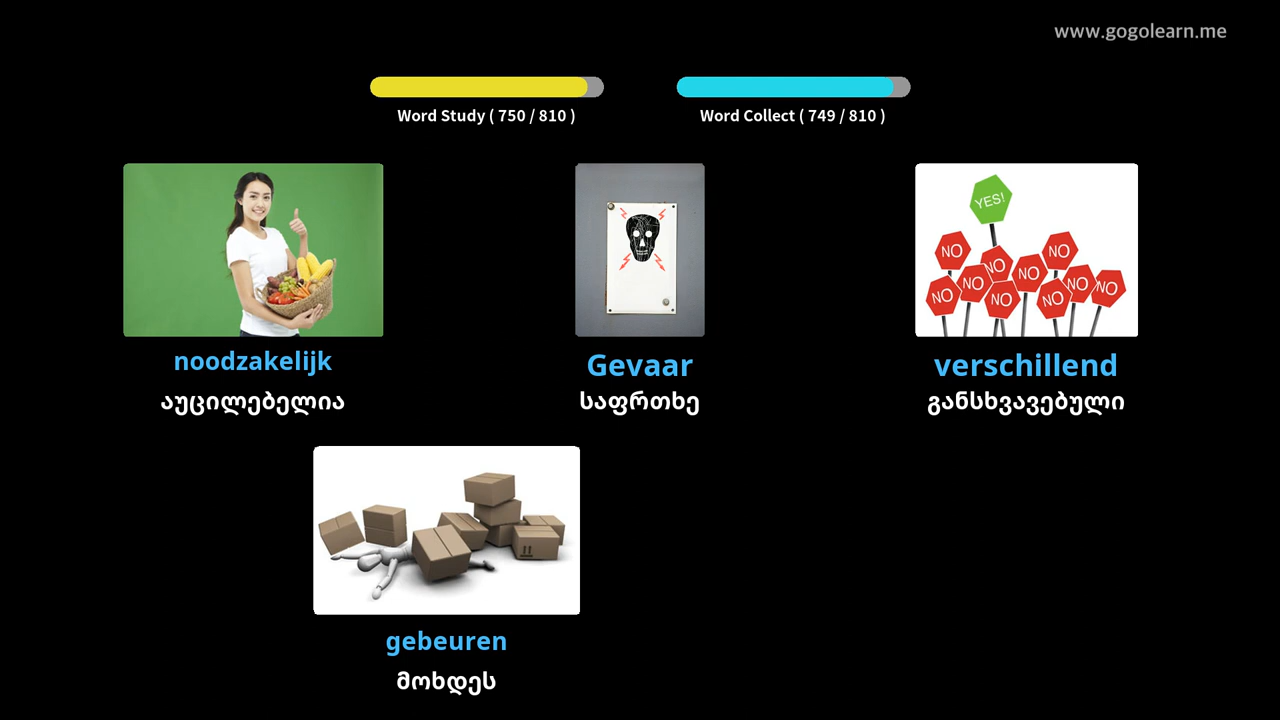 www.gogolearn.me
Word Study ( 750 / 810 )
Word Collect ( 749 / 810 )
YES!
NO
NO
NO
NO
NO
NO
NO
NO
NO
NO
noodzakelijk
Gevaar
verschillend
აუცილებელია
საფრთხე
განსხვავებული
gebeuren
მოხდეს